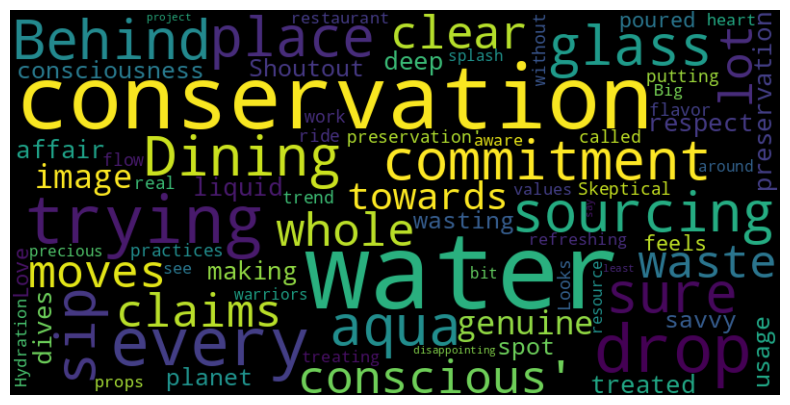 project
restaurant
poured
heart
Behind
place
clear
glass
lot
without
preservation
consciousness
Shoutout
deep
splash
putting
Big
conservation
flavor
respect
work
ride
preservation'
aware
called
affair
flow
Dining
commitment
around
image
real
liquid
trend
towards
values
Skeptical
trying
whole
wasting
sourcing
say
precious
practices
see
refreshing
feels
Love
moves
making
water
bit
Looks
resource
least
waste
sip
claims
warriors
aqua
genuine
sure
savvy
Hydration
dives
every
treating
disappointing
spot
drop
usage
props
planet
conscious'
treated